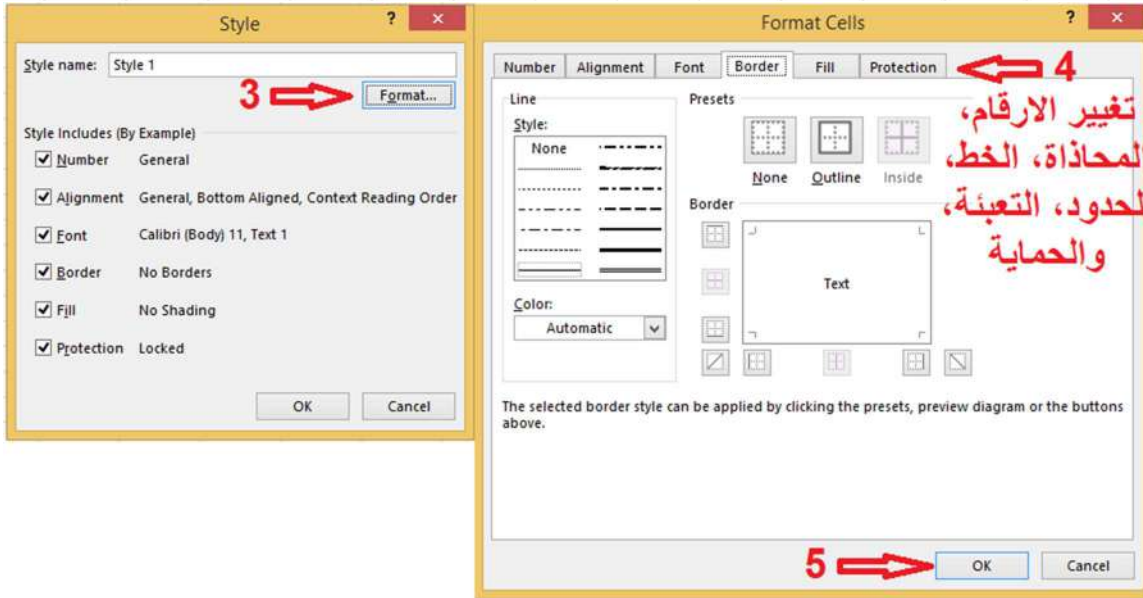 Style ? ×
Style name: Style 1
3
Format...
Style Includes (By Example)
Number General
Alignment General, Bottom Aligned, Context Reading Order
Font Calibri (Body) 11, Text 1
Border No Borders
Fill No Shading
Protection Locked
OK Cancel
Format Cells ? ×
Number Alignment Font Border Fill Protection
4
تغيير الارقام،
المحاذاة، الخط،
الحدود، التعبئة،
والحماية
Line
Style:
None
Color:
Automatic
Presets
None Outline Inside
Border
Text
The selected border style can be applied by clicking the presets, preview diagram or the buttons
above.
5
OK Cancel